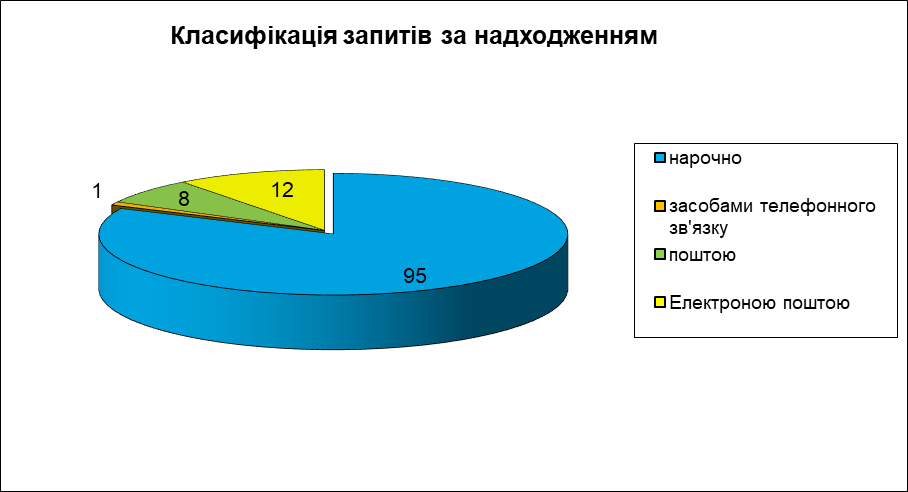 Класифікація запитів за надходженням
1
8
12
95
нарочно
засобами телефонного
зв'язку
поштою
Електроною поштою